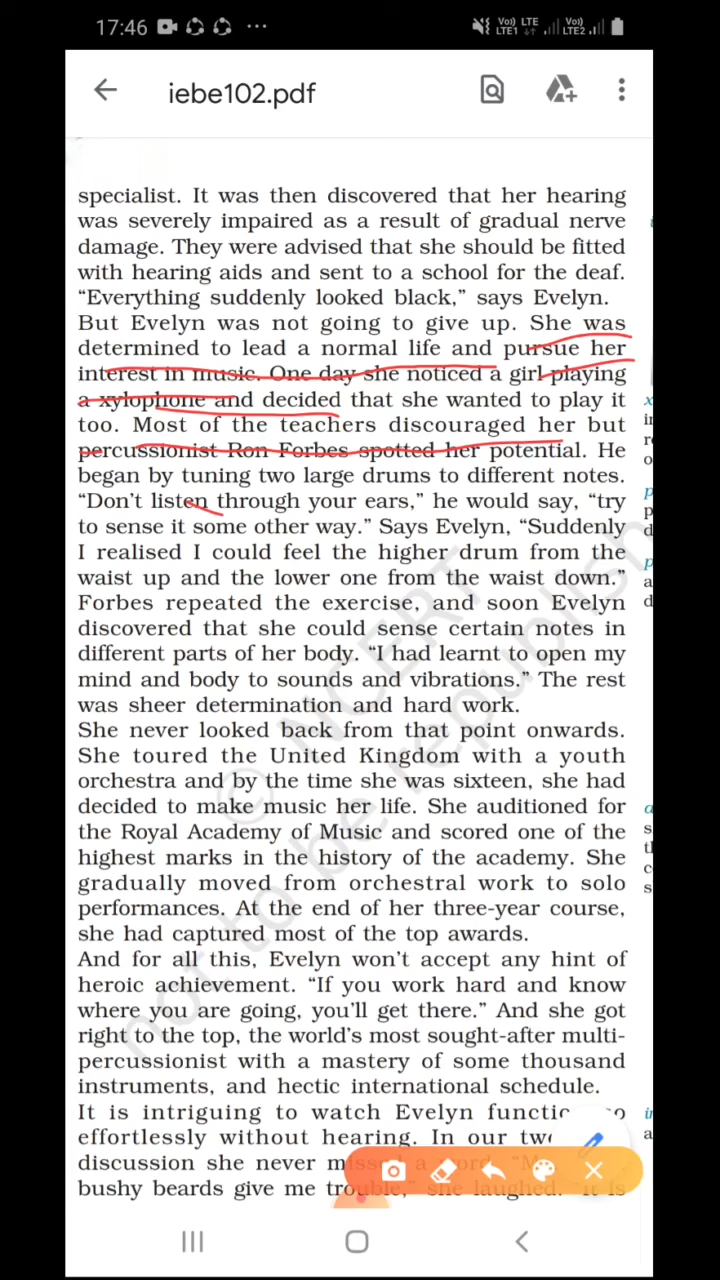 17:46 ...
Vo) LTE LTE1 Vo) LTE2
iebe102.pdf
specialist. It was then discovered that her hearing
was severely impaired as a result of gradual nerve
damage. They were advised that she should be fitted
with hearing aids and sent to a school for the deaf.
“Everything suddenly looked black,” says Evelyn.
But Evelyn was not going to give up. She was
determined to lead a normal life and pursue her
interest in music. One day she noticed a girl playing
a xylophone and decided that she wanted to play it
too. Most of the teachers discouraged her but
percussionist Ron Forbes spotted her potential. He
began by tuning two large drums to different notes.
“Don’t listen through your ears,” he would say, “try
to sense it some other way.” Says Evelyn, “Suddenly
I realised I could feel the higher drum from the
waist up and the lower one from the waist down.”
Forbes repeated the exercise, and soon Evelyn
discovered that she could sense certain notes in
different parts of her body. “I had learnt to open my
mind and body to sounds and vibrations.” The rest
was sheer determination and hard work.
She never looked back from that point onwards.
She toured the United Kingdom with a youth
orchestra and by the time she was sixteen, she had
decided to make music her life. She auditioned for
the Royal Academy of Music and scored one of the
highest marks in the history of the academy. She
gradually moved from orchestral work to solo
performances. At the end of her three-year course,
she had captured most of the top awards.
And for all this, Evelyn won’t accept any hint of
heroic achievement. “If you work hard and know
where you are going, you’ll get there.” And she got
right to the top, the world’s most sought-after multi-
percussionist with a mastery of some thousand
instruments, and hectic international schedule.
It is intriguing to watch Evelyn
effortlessly without hearing. In our
discussion she never a word.
bushy beards give me trouble,” she laughed. “It is
© NCERT
not to be republish